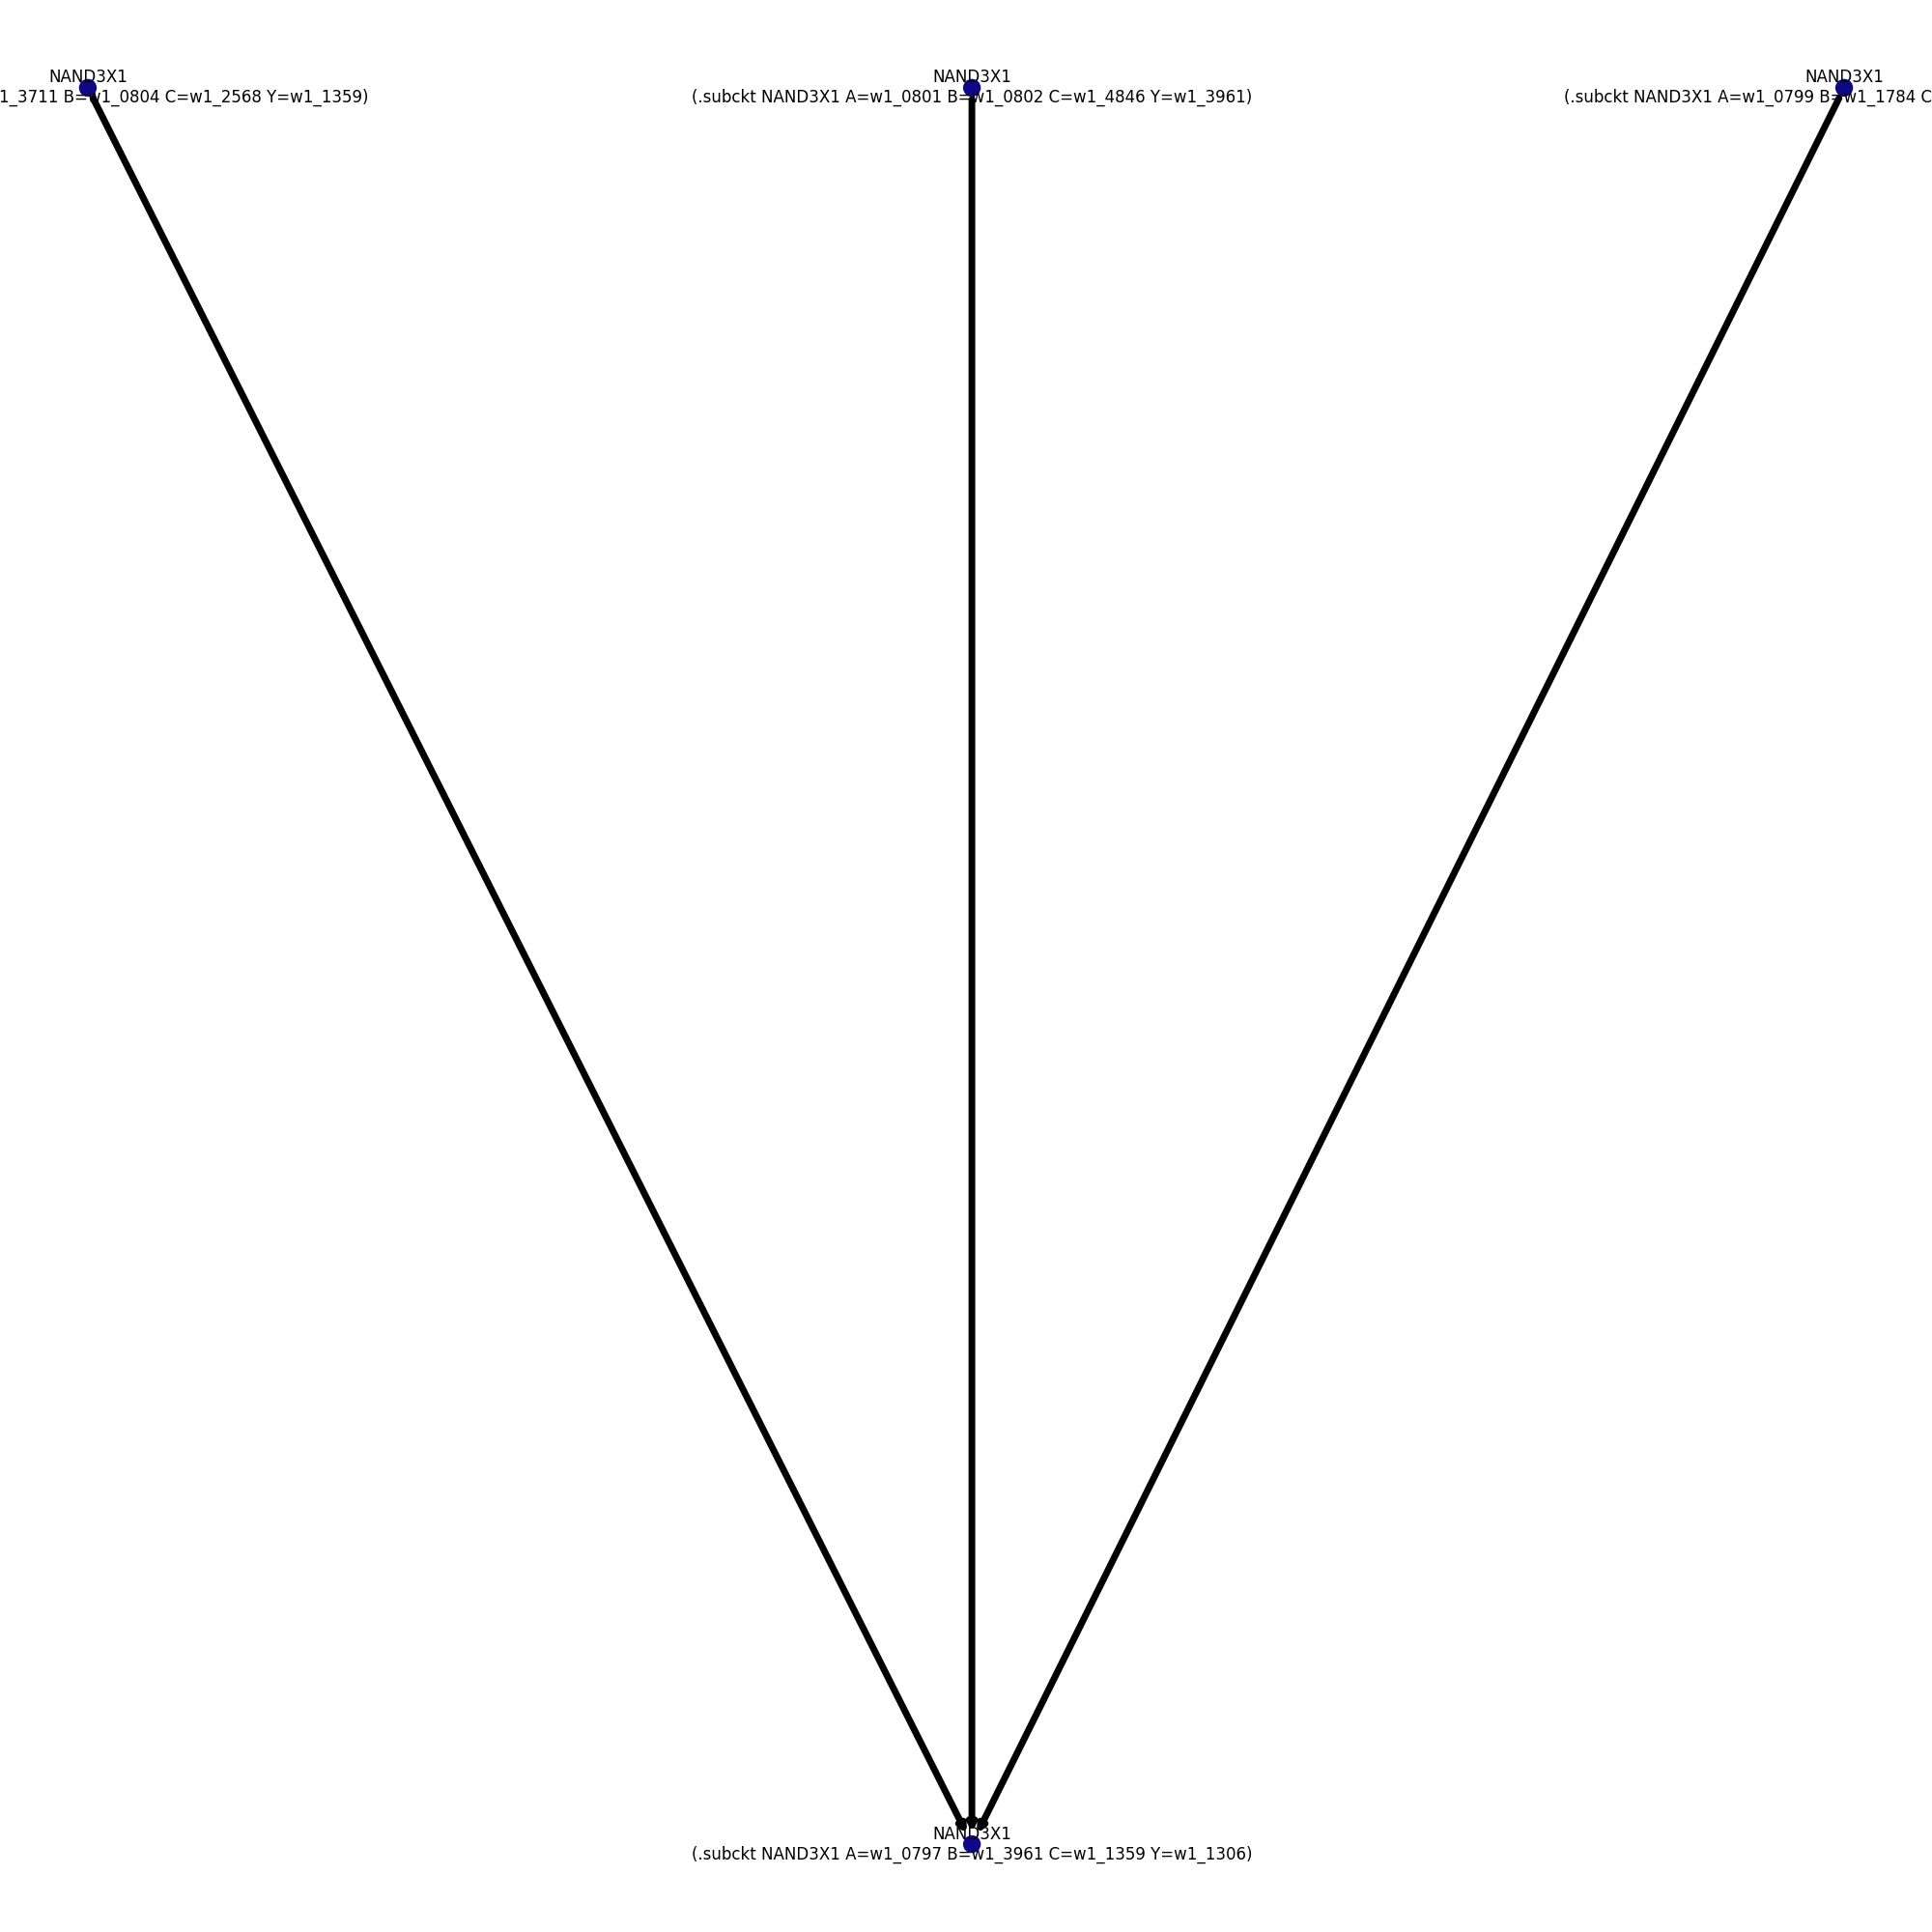 NAND3X1
1_3711 B=w1_0804 C=w1_2568 Y=w1_1359)
NAND3X1
(.subckt NAND3X1 A=w1_0801 B=w1_0802 C=w1_4846 Y=w1_3961)
NAND3X1
(.subckt NAND3X1 A=w1_0799 B=w1_1784 C
NAND3X1
(.subckt NAND3X1 A=w1_0797 B=w1_3961 C=w1_1359 Y=w1_1306)